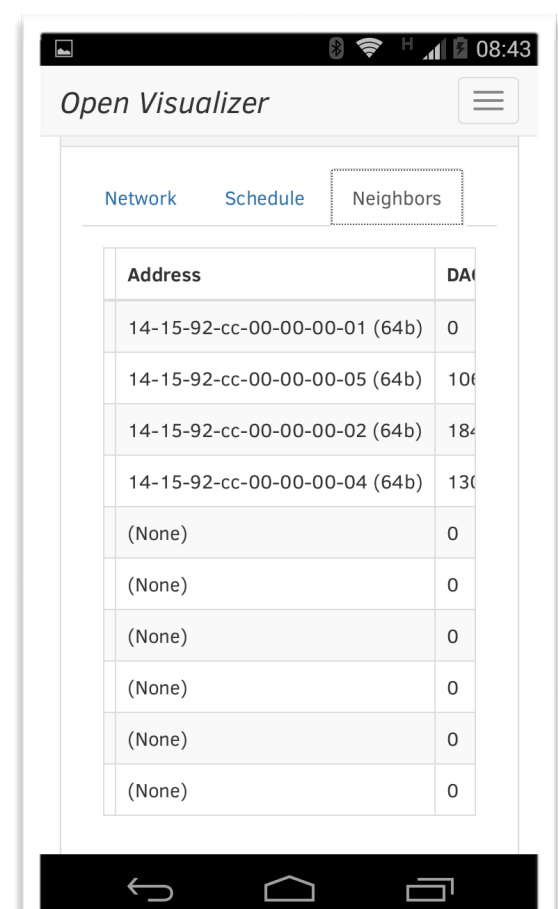 H 08:43
Open Visualizer
Network Schedule Neighbors
Address
14-15-92-cc-00-00-00-01 (64b) 0
14-15-92-cc-00-00-00-05 (64b)
14-15-92-cc-00-00-00-02 (64b)
14-15-92-cc-00-00-00-04 (64b)
(None) 0
(None) 0
(None) 0
(None) 0
(None) 0
(None) 0